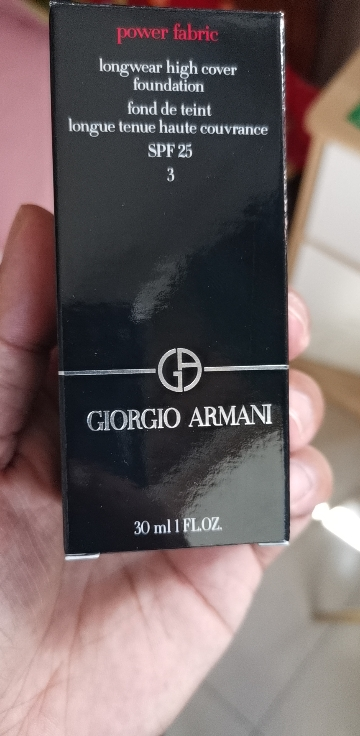 power fabric
longwear high cover
foundation
fond de teint
longue tenue haute couvrance
SPF 25
3
GA
GIORGIO ARMANI
30 ml 1 FL.OZ.